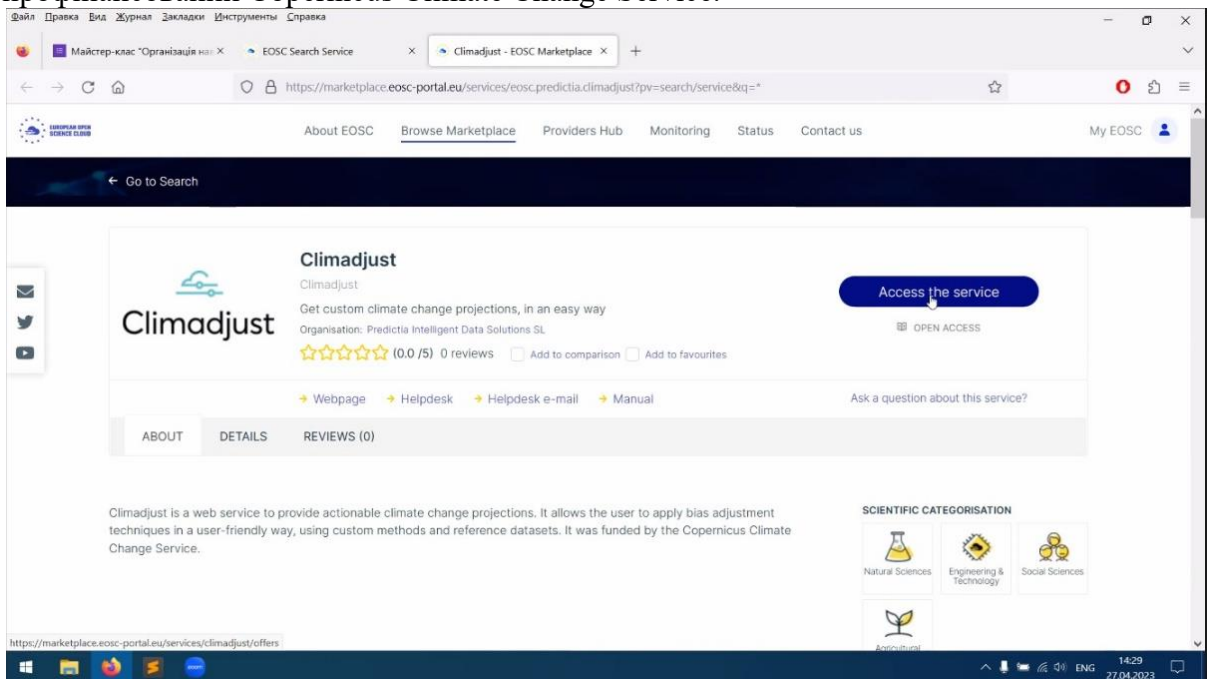 профінансований Copernicus Climate Change Service.
Файл Правка Вид Журнал Закладки Инструменты Справка
Майстер-клас "Організація на
EOSC Search Service
Climadjust - EOSC Marketplace
https://marketplace.eosc-portal.eu/services/eosc.predictia.climadjust?pv=search/service&q=*
EUROPEAN OPEN
SCIENCE CLOUD
About EOSC Browse Marketplace Providers Hub Monitoring Status Contact us
My EOSC
← Go to Search
Climadjust
Climadjust
Climadjust
Get custom climate change projections, in an easy way
Organisation: Predictia Intelligent Data Solutions SL
(0.0 /5) 0 reviews Add to comparison Add to favourites
Access the service
OPEN ACCESS
→ Webpage → Helpdesk → Helpdesk e-mail → Manual
Ask a question about this service?
ABOUT DETAILS REVIEWS (0)
Climadjust is a web service to provide actionable climate change projections. It allows the user to apply bias adjustment
techniques in a user-friendly way, using custom methods and reference datasets. It was funded by the Copernicus Climate
Change Service.
SCIENTIFIC CATEGORISATION
Natural Sciences
Engineering &
Technology
Social Sciences
Agricultural
https://marketplace.eosc-portal.eu/services/climadjust/offers
ENG
14:29
27.04.2023